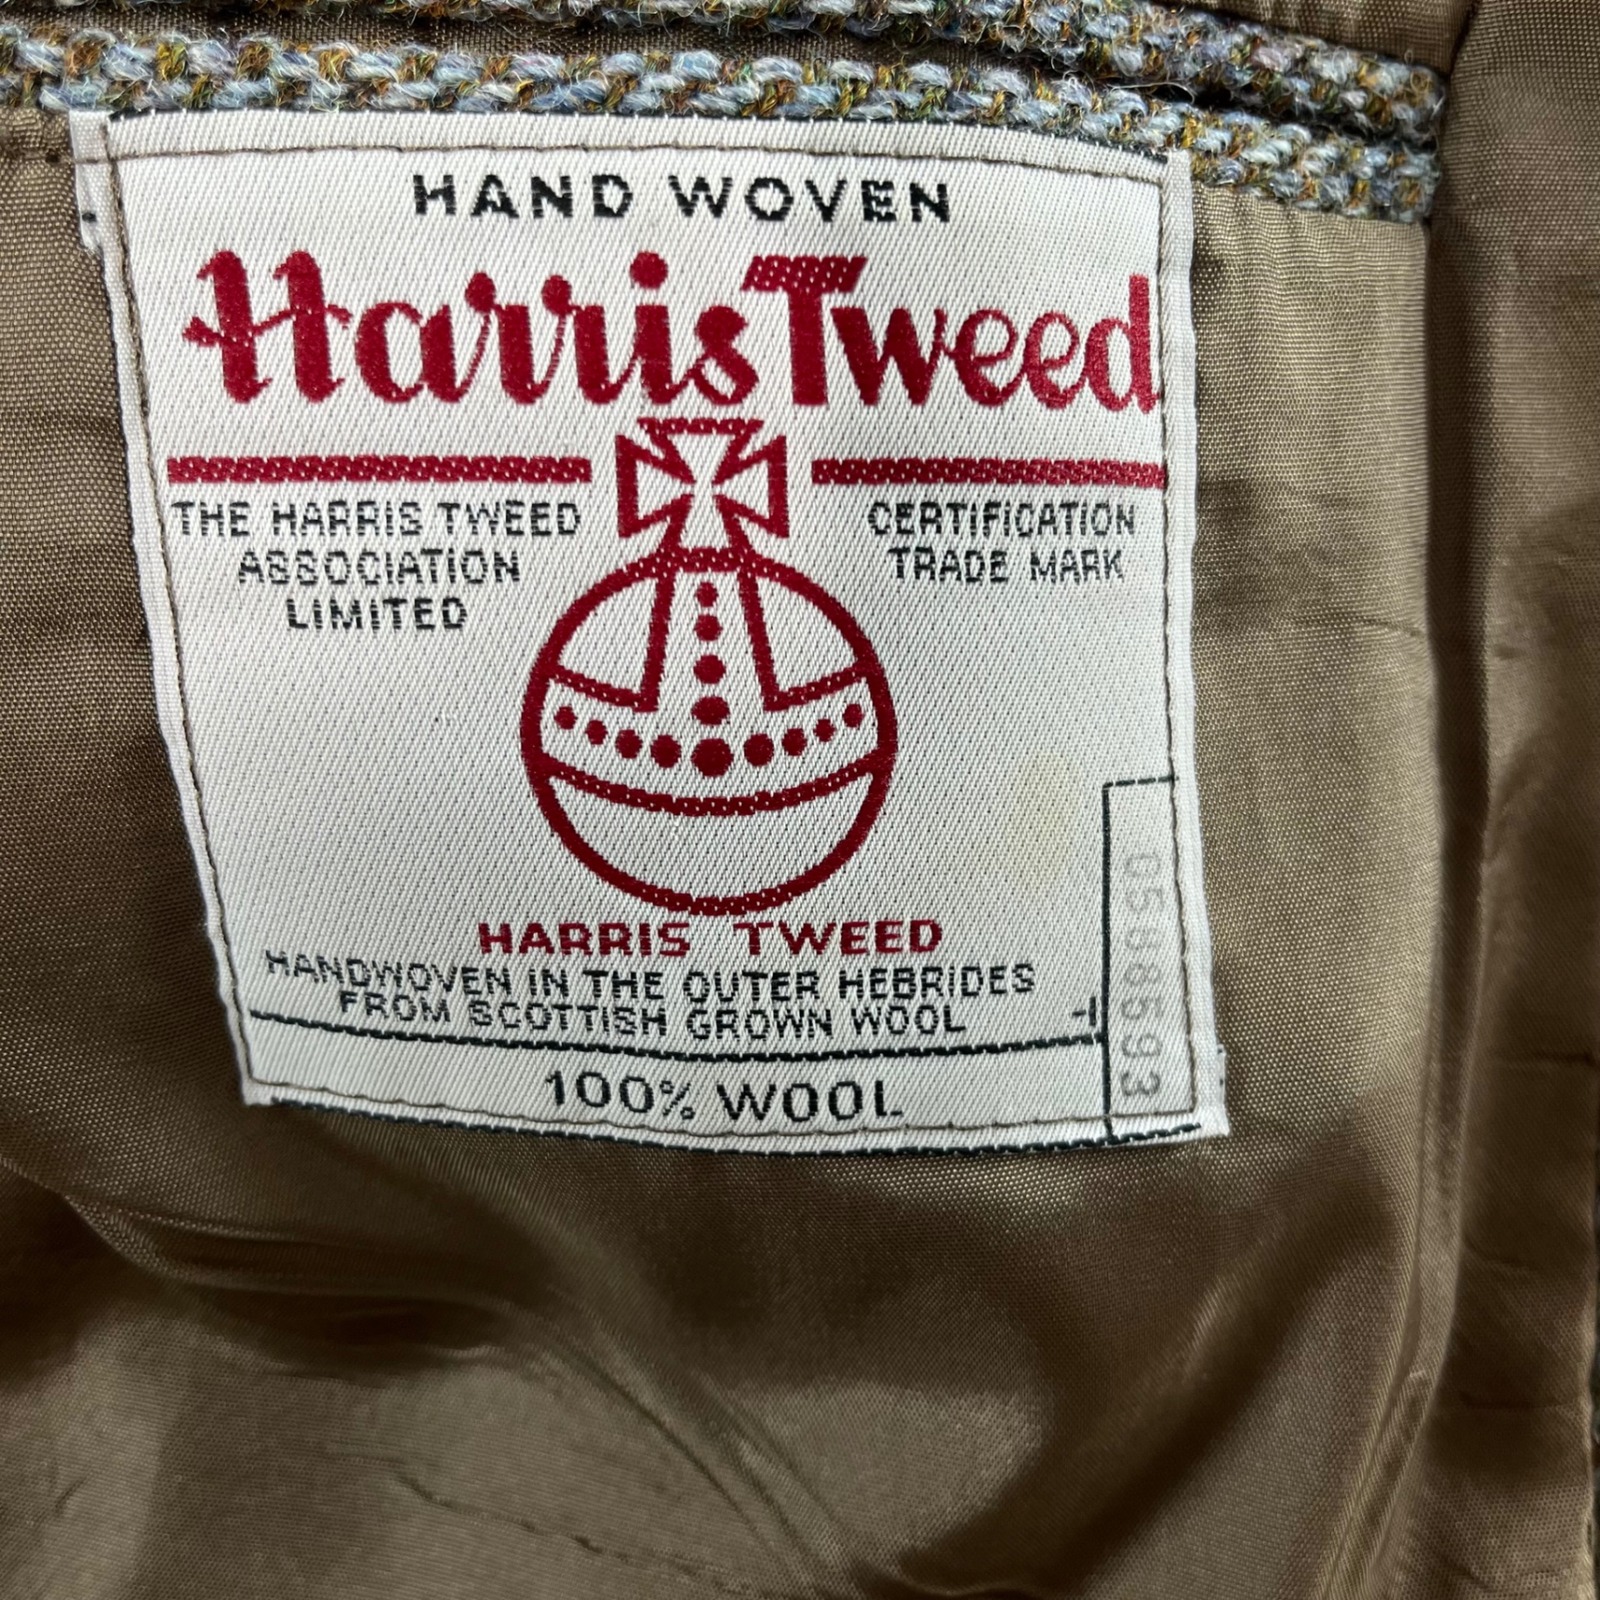 HAND WOVEN
Harris Tweed
THE HARRIS TWEED
ASSOCIATION
LIMITED
CERTIFICATION
TRADE MARK
HARRIS TWEED
HANDWOVEN IN THE OUTER HEBRIDES
FROM SCOTTISH GROWN WOOL
100% WOOL